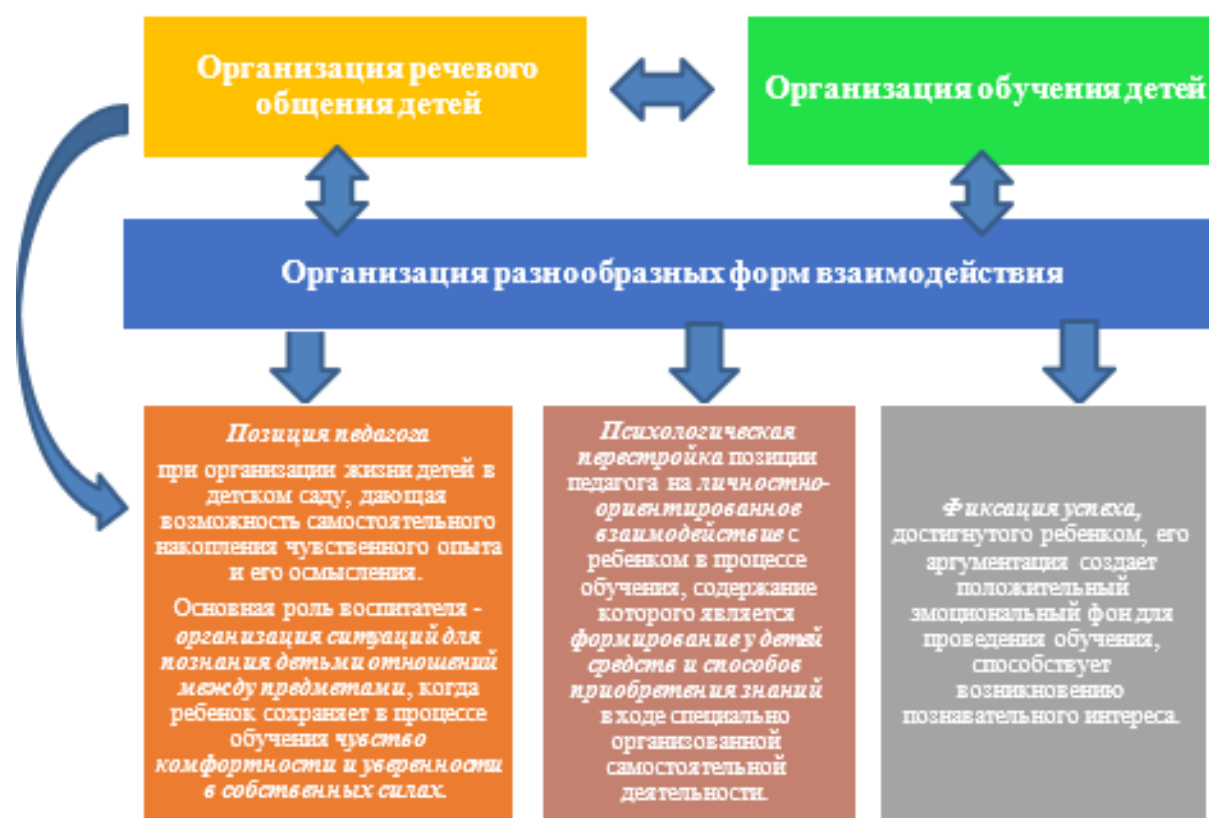 Организация речевого
общения детей
Организация обучения детей
Организация разнообразных форм взаимодействия
Позиция педагога
при организации жизни детей в
детском саду, дающая
возможность самостоятельного
накопления чувственного опыта
и его осмысления.
Основная роль воспитателя -
организация ситуаций для
познания детьми отношений
между предметами, когда
ребенок сохраняет в процессе
обучения чувство
комфортности и уверенности
в собственных силах.
Психологическая
перестройка позиции
педагога на личностно-
ориентированное
взаимодействие с
ребенком в процессе
обучения, содержание
которого является
формирование у детей
средств и способов
приобретения знаний
в ходе специально
организованной
самостоятельной
деятельности.
Фиксация успеха,
достигнутого ребенком, его
аргументация создает
положительный
эмоциональный фон для
проведения обучения,
способствует
возникновению
познавательного интереса.